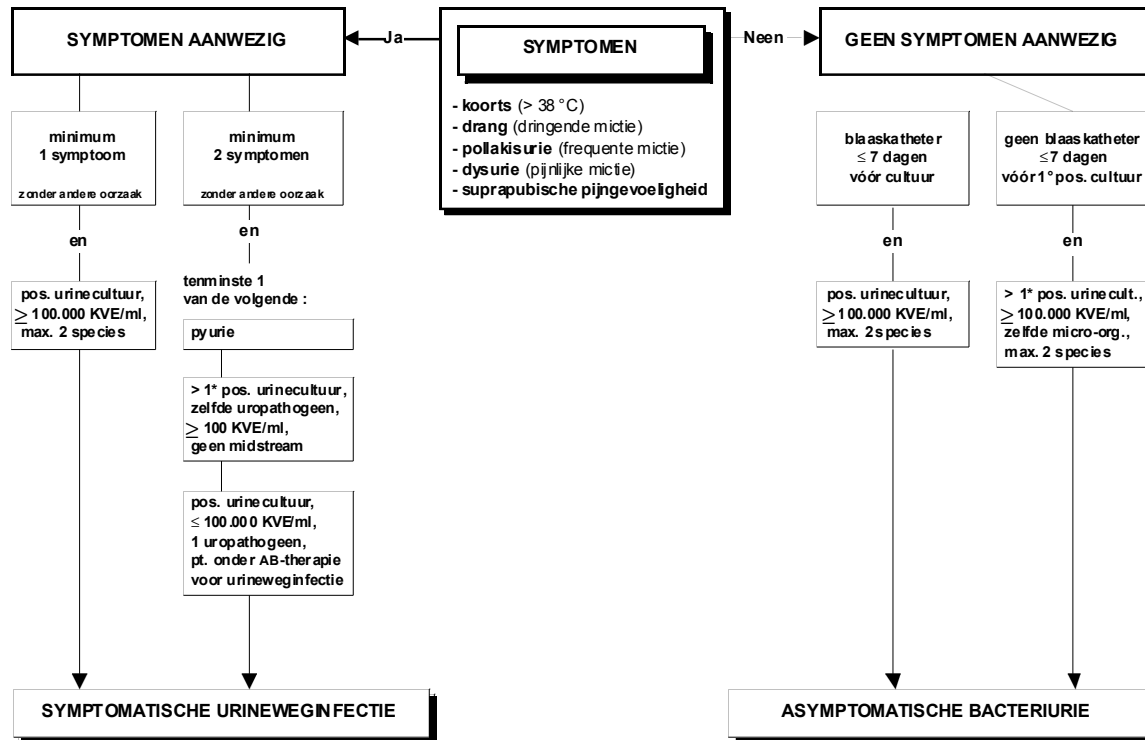 SYMPTOMEN AANWEZIG
Ja
SYMPTOMEN
- koorts (> 38 °C)
- drang (dringende mictie)
- pollakisurie (frequente mictie)
- dysurie (pijnlijke mictie)
- suprapubische pijngevoeligheid
Neen
GEEN SYMPTOMEN AANWEZIG
minimum
1 symptoom
zonder andere oorzaak
en
pos. urinecultuur,
≥ 100.000 KVE/ml,
max. 2 species
minimum
2 symptomen
zonder andere oorzaak
en
tenminste 1
van de volgende :
pyurie
> 1* pos. urinecultuur,
zelfde uropathogeen,
≥ 100 KVE/ml,
geen midstream
pos. urinecultuur,
≤ 100.000 KVE/ml,
1 uropathogeen,
pt. onder AB-therapie
voor urineweginfectie
SYMPTOMATISCHE URINEWEGINFECTIE
blaaskatheter
≤ 7 dagen
vóór cultuur
en
pos. urinecultuur,
≥ 100.000 KVE/ml,
max. 2 species
geen blaaskatheter
≤ 7 dagen
vóór 1° pos. cultuur
en
> 1* pos. urinecult.,
≥ 100.000 KVE/ml,
zelfde micro-org.,
max. 2 species
ASYMPTOMATISCHE BACTERIURIE